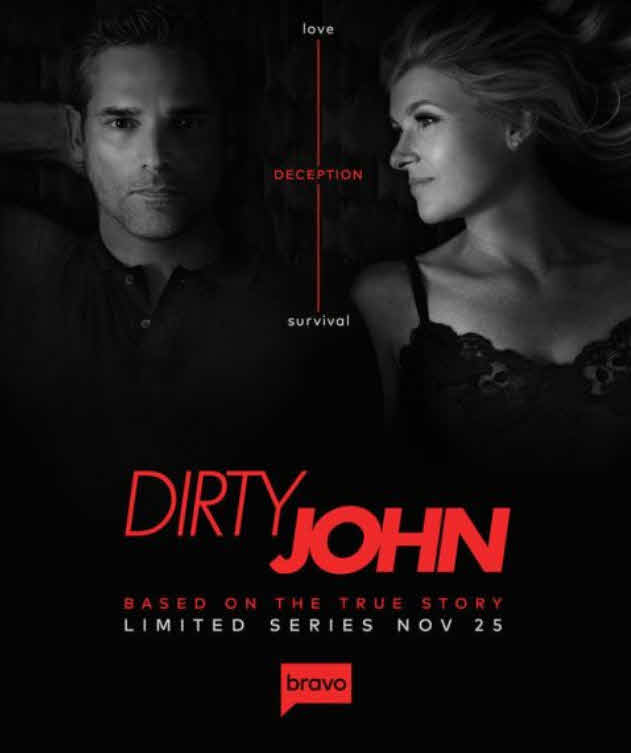 love
DECEPTION
survival
DIRTY
JOHN
BASED ON THE TRUE STORY
LIMITED SERIES NOV 25
bravo